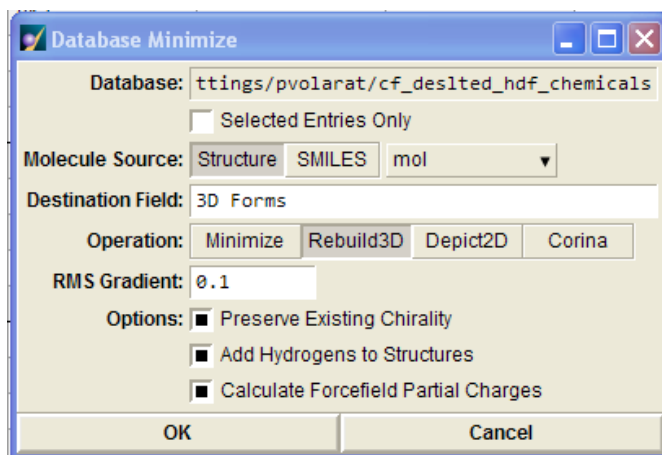 Database Minimize
Database: ttings/pvolarat/cf_deslted_hdf_chemicals
Selected Entries Only
Molecule Source: Structure SMILES mol
Destination Field: 3D Forms
Operation: Minimize Rebuild3D Depict2D Corina
RMS Gradient: 0.1
Options: Preserve Existing Chirality
Add Hydrogens to Structures
Calculate Forcefield Partial Charges
OK Cancel